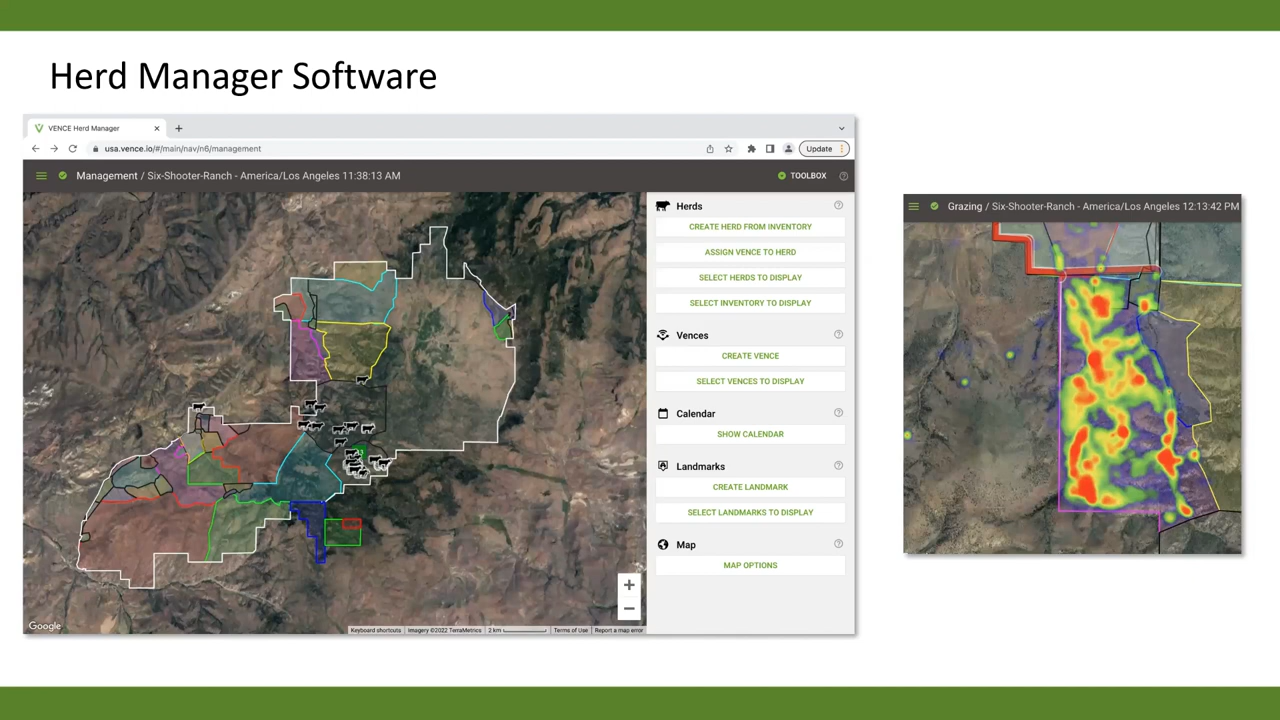 Herd Manager Software
VENCE Herd Manager
usa.vence.io/#/main/nav/n6/management
Update
Management / Six-Shooter-Ranch - America/Los Angeles 11:38:13 AM
TOOLBOX
Herds
CREATE HERD FROM INVENTORY
ASSIGN VENCE TO HERD
SELECT HERDS TO DISPLAY
SELECT INVENTORY TO DISPLAY
Vences
CREATE VENCE
SELECT VENCES TO DISPLAY
Calendar
SHOW CALENDAR
Landmarks
CREATE LANDMARK
SELECT LANDMARKS TO DISPLAY
Map
MAP OPTIONS
Google
Keyboard shortcuts
Imagery ©2022 TerraMetrics
2 km
Terms of Use
Report a map error
Grazing / Six-Shooter-Ranch - America/Los Angeles 12:13:42 PM